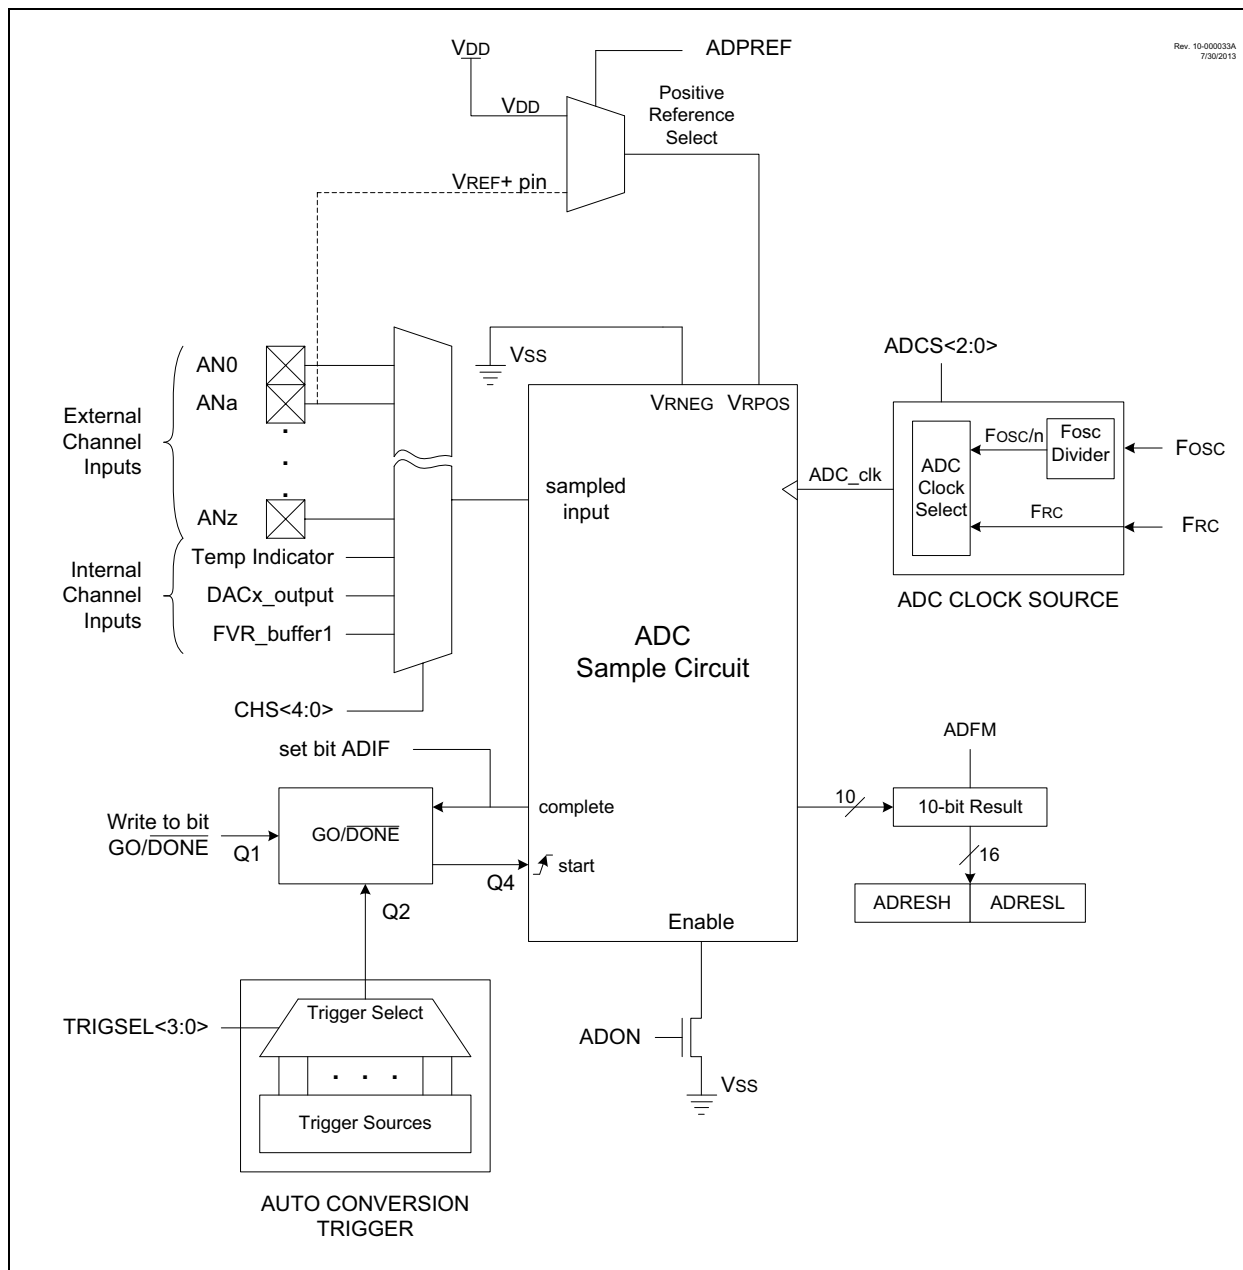 Rev. 10-000033A
7/30/2013
VDD
ADPREF
VDD
Positive
Reference
Select
VREF+ pin
External
Channel
Inputs
AN0
ANa
ANz
Internal
Channel
Inputs
Temp Indicator
DACx_output
FVR_buffer1
CHS<4:0>
VSS
VRNEG
VRPOS
sampled
input
ADC
Sample Circuit
ADCS<2:0>
ADC_clk
ADC
Clock
Select
FOSC/n
Fosc
Divider
FOSC
FRC
FRC
ADC CLOCK SOURCE
set bit ADIF
complete
Write to bit
GO/DONE
Q1
GO/DONE
Q4
start
Q2
Enable
ADFM
10
10-bit Result
16
ADRESH
ADRESL
TRIGSEL<3:0>
Trigger Select
. . .
Trigger Sources
AUTO CONVERSION
TRIGGER
ADON
VSS